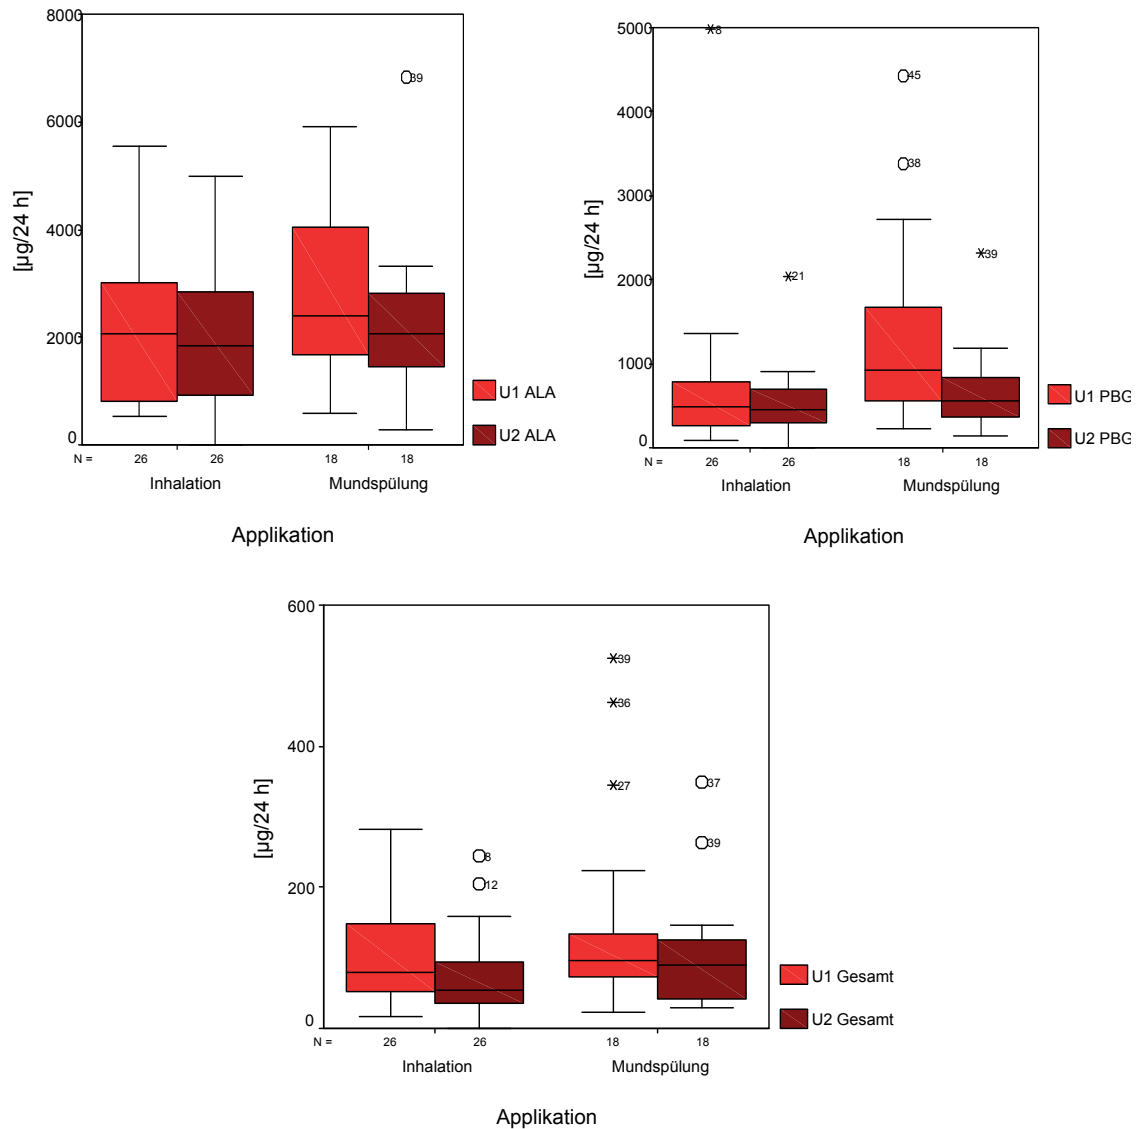 8000
6000
4000
2000
0
[µg/24 h]
39
U1 ALA
U2 ALA
N = 26 26 18 18
Inhalation Mundspülung
Applikation
5000
4000
3000
2000
1000
0
[µg/24 h]
8
45
38
21
39
U1 PBG
U2 PBG
N = 26 26 18 18
Inhalation Mundspülung
Applikation
600
400
200
0
[µg/24 h]
39
36
27
37
8
39
12
U1 Gesamt
U2 Gesamt
N = 26 26 18 18
Inhalation Mundspülung
Applikation